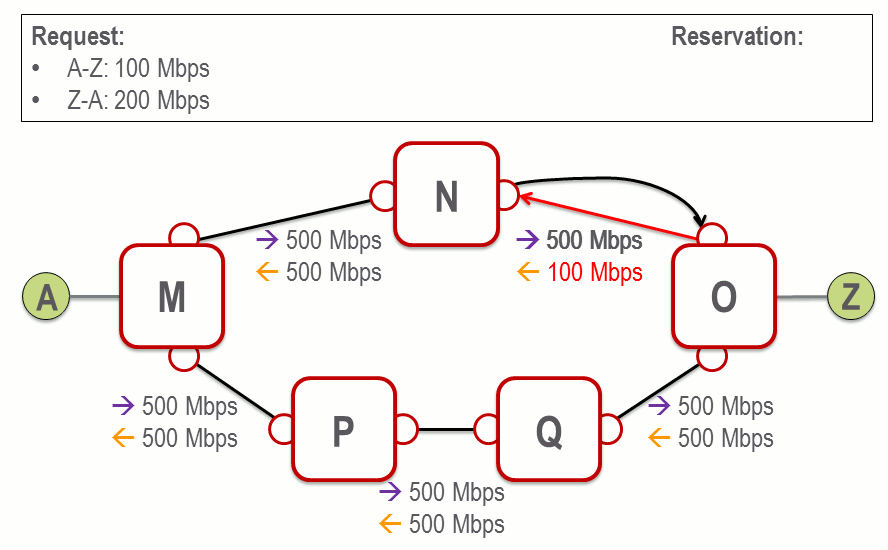 Request: Reservation:
• A-Z: 100 Mbps
• Z-A: 200 Mbps
N
→ 500 Mbps → 500 Mbps
← 500 Mbps ← 100 Mbps
A M O Z
→ 500 Mbps → 500 Mbps
← 500 Mbps ← 500 Mbps
P Q
→ 500 Mbps
← 500 Mbps